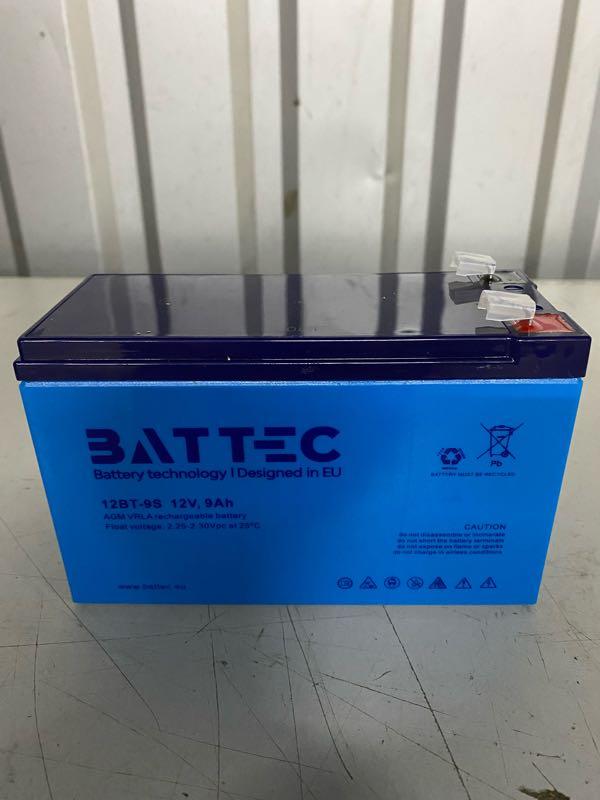 BATTEC
Battery technology | Designed in EU
12BT-9S 12V, 9Ah
AGM VRLA rechargeable battery
Float voltage: 2.25-2.30Vpc at 25°C
www.battec.eu
Pb
BATTERY MUST BE RECYCLED
CAUTION
do not disassemble or incinerate
do not short the battery terminals
do not expose on flame or sparks
do not charge in airless conditions